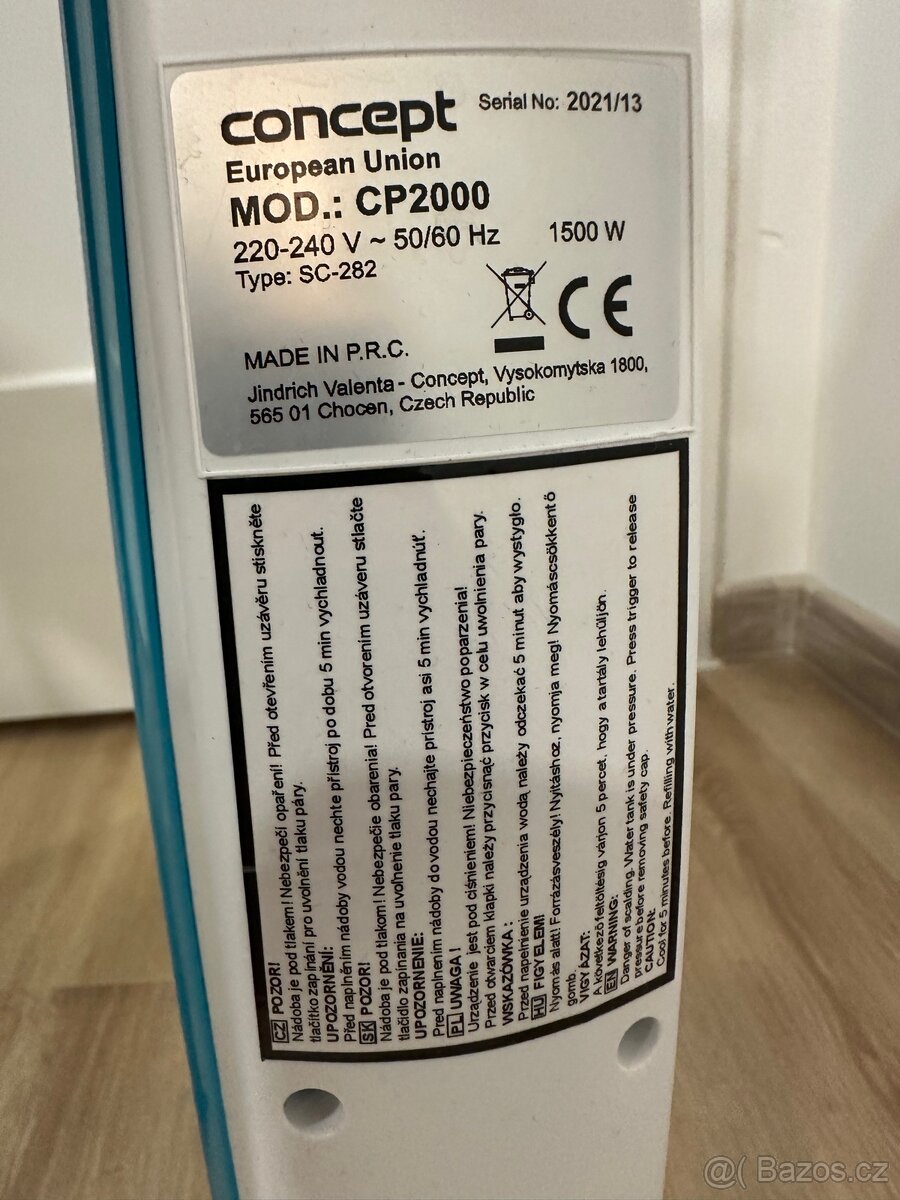 concept Serial No: 2021/13
European Union
MOD.: CP2000
220-240 V ~ 50/60 Hz 1500 W
Type: SC-282
CE
MADE IN P.R.C.
Jindrich Valenta - Concept, Vysokomytska 1800,
565 01 Chocen, Czech Republic
CZ POZOR!
Nádoba je pod tlakem! Nebezpečí opaření! Před otevřením uzávěru stiskněte
tlačítko zapínání pro uvolnění tlaku páry.
UPOZORNĚNÍ:
Před naplněním nádoby vodou nechte přístroj po dobu 5 min vychladnout.
SK POZOR!
Nádoba je pod tlakom! Nebezpečie obarenia! Pred otvorením uzáveru stlačte
tlačidlo zapínania na uvoľnenie tlaku pary.
UPOZORNENIE:
Pred naplnením nádoby do vodou nechajte prístroj asi 5 min vychladnúť.
PL UWAGA !
Urządzenie jest pod ciśnieniem! Niebezpieczeństwo poparzenia!
Przed otwarciem klapki należy przycisnąć przycisk w celu uwolnienia pary.
WSKAZÓWKA :
Przed napełnienie urządzenia wodą należy odczekać 5 minut aby wystygło.
HU FIGYELEM!
Nyomás alatt! Forrázásveszély! Nyitáshoz, nyomja meg! Nyomáscsökkentő
gomb.
VIGYÁZAT:
A következő feltöltésig várjon 5 percet, hogy a tartály lehűljön.
EN WARNING:
Danger of scalding. Water tank is under pressure. Press trigger to release
pressure before removing safety cap.
CAUTION:
Cool for 5 minutes before. Refilling with water.
@( Bazos.cz